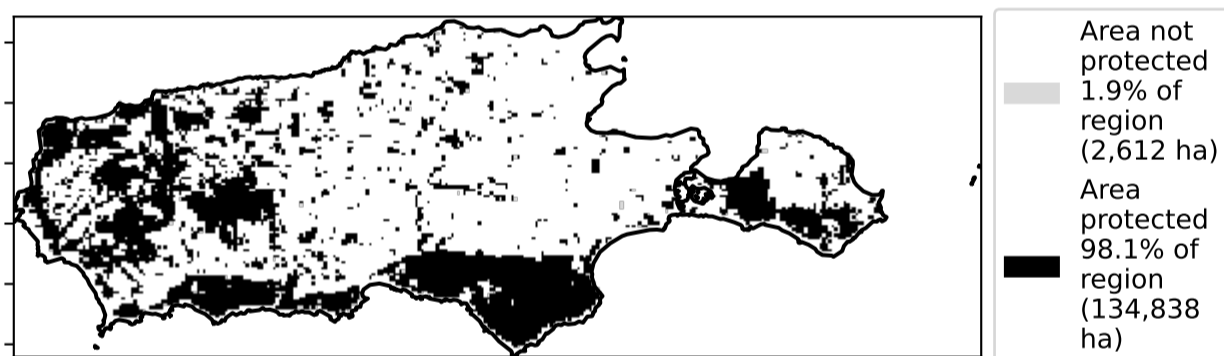 Area not
protected
1.9% of
region
(2,612 ha)
Area
protected
98.1% of
region
(134,838
ha)